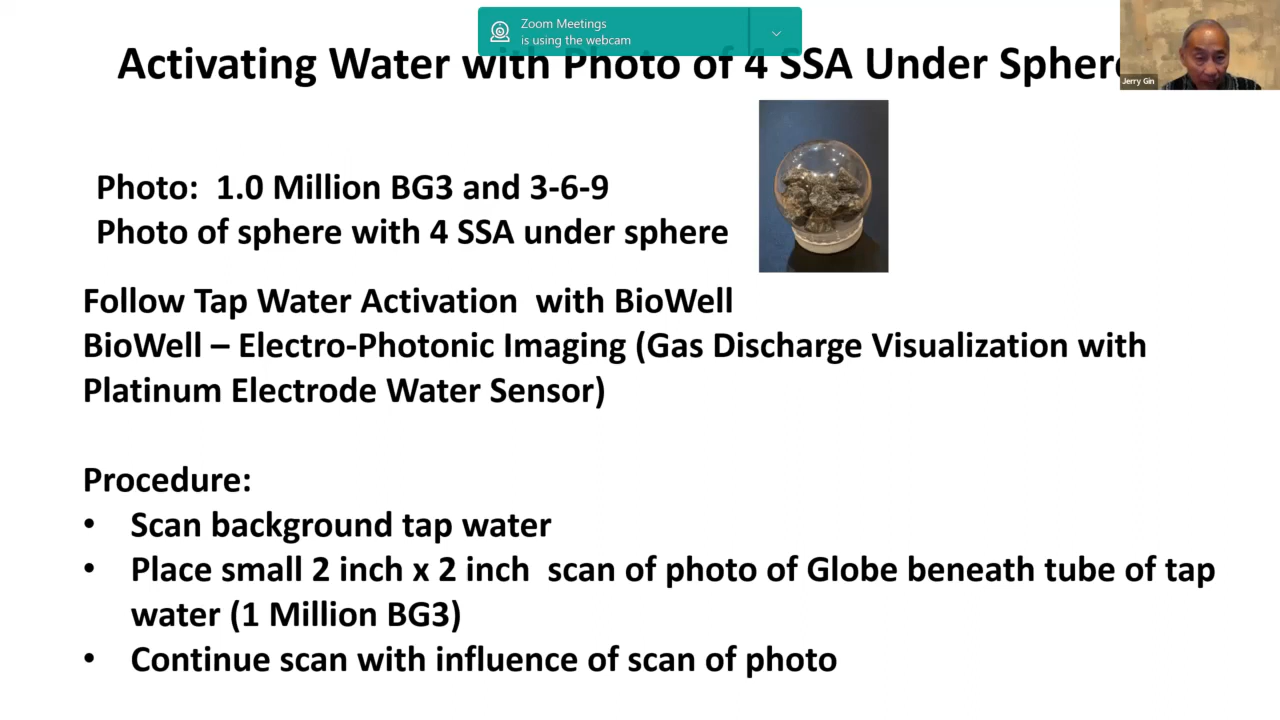 Zoom Meetings
is using the webcam
Activating Water with Photo of 4 SSA Under Sphere
Jerry Gin
Photo:  1.0 Million BG3 and 3-6-9
Photo of sphere with 4 SSA under sphere
Follow Tap Water Activation  with BioWell
BioWell – Electro-Photonic Imaging (Gas Discharge Visualization with
Platinum Electrode Water Sensor)
Procedure:
• Scan background tap water
• Place small 2 inch x 2 inch  scan of photo of Globe beneath tube of tap
water (1 Million BG3)
• Continue scan with influence of scan of photo